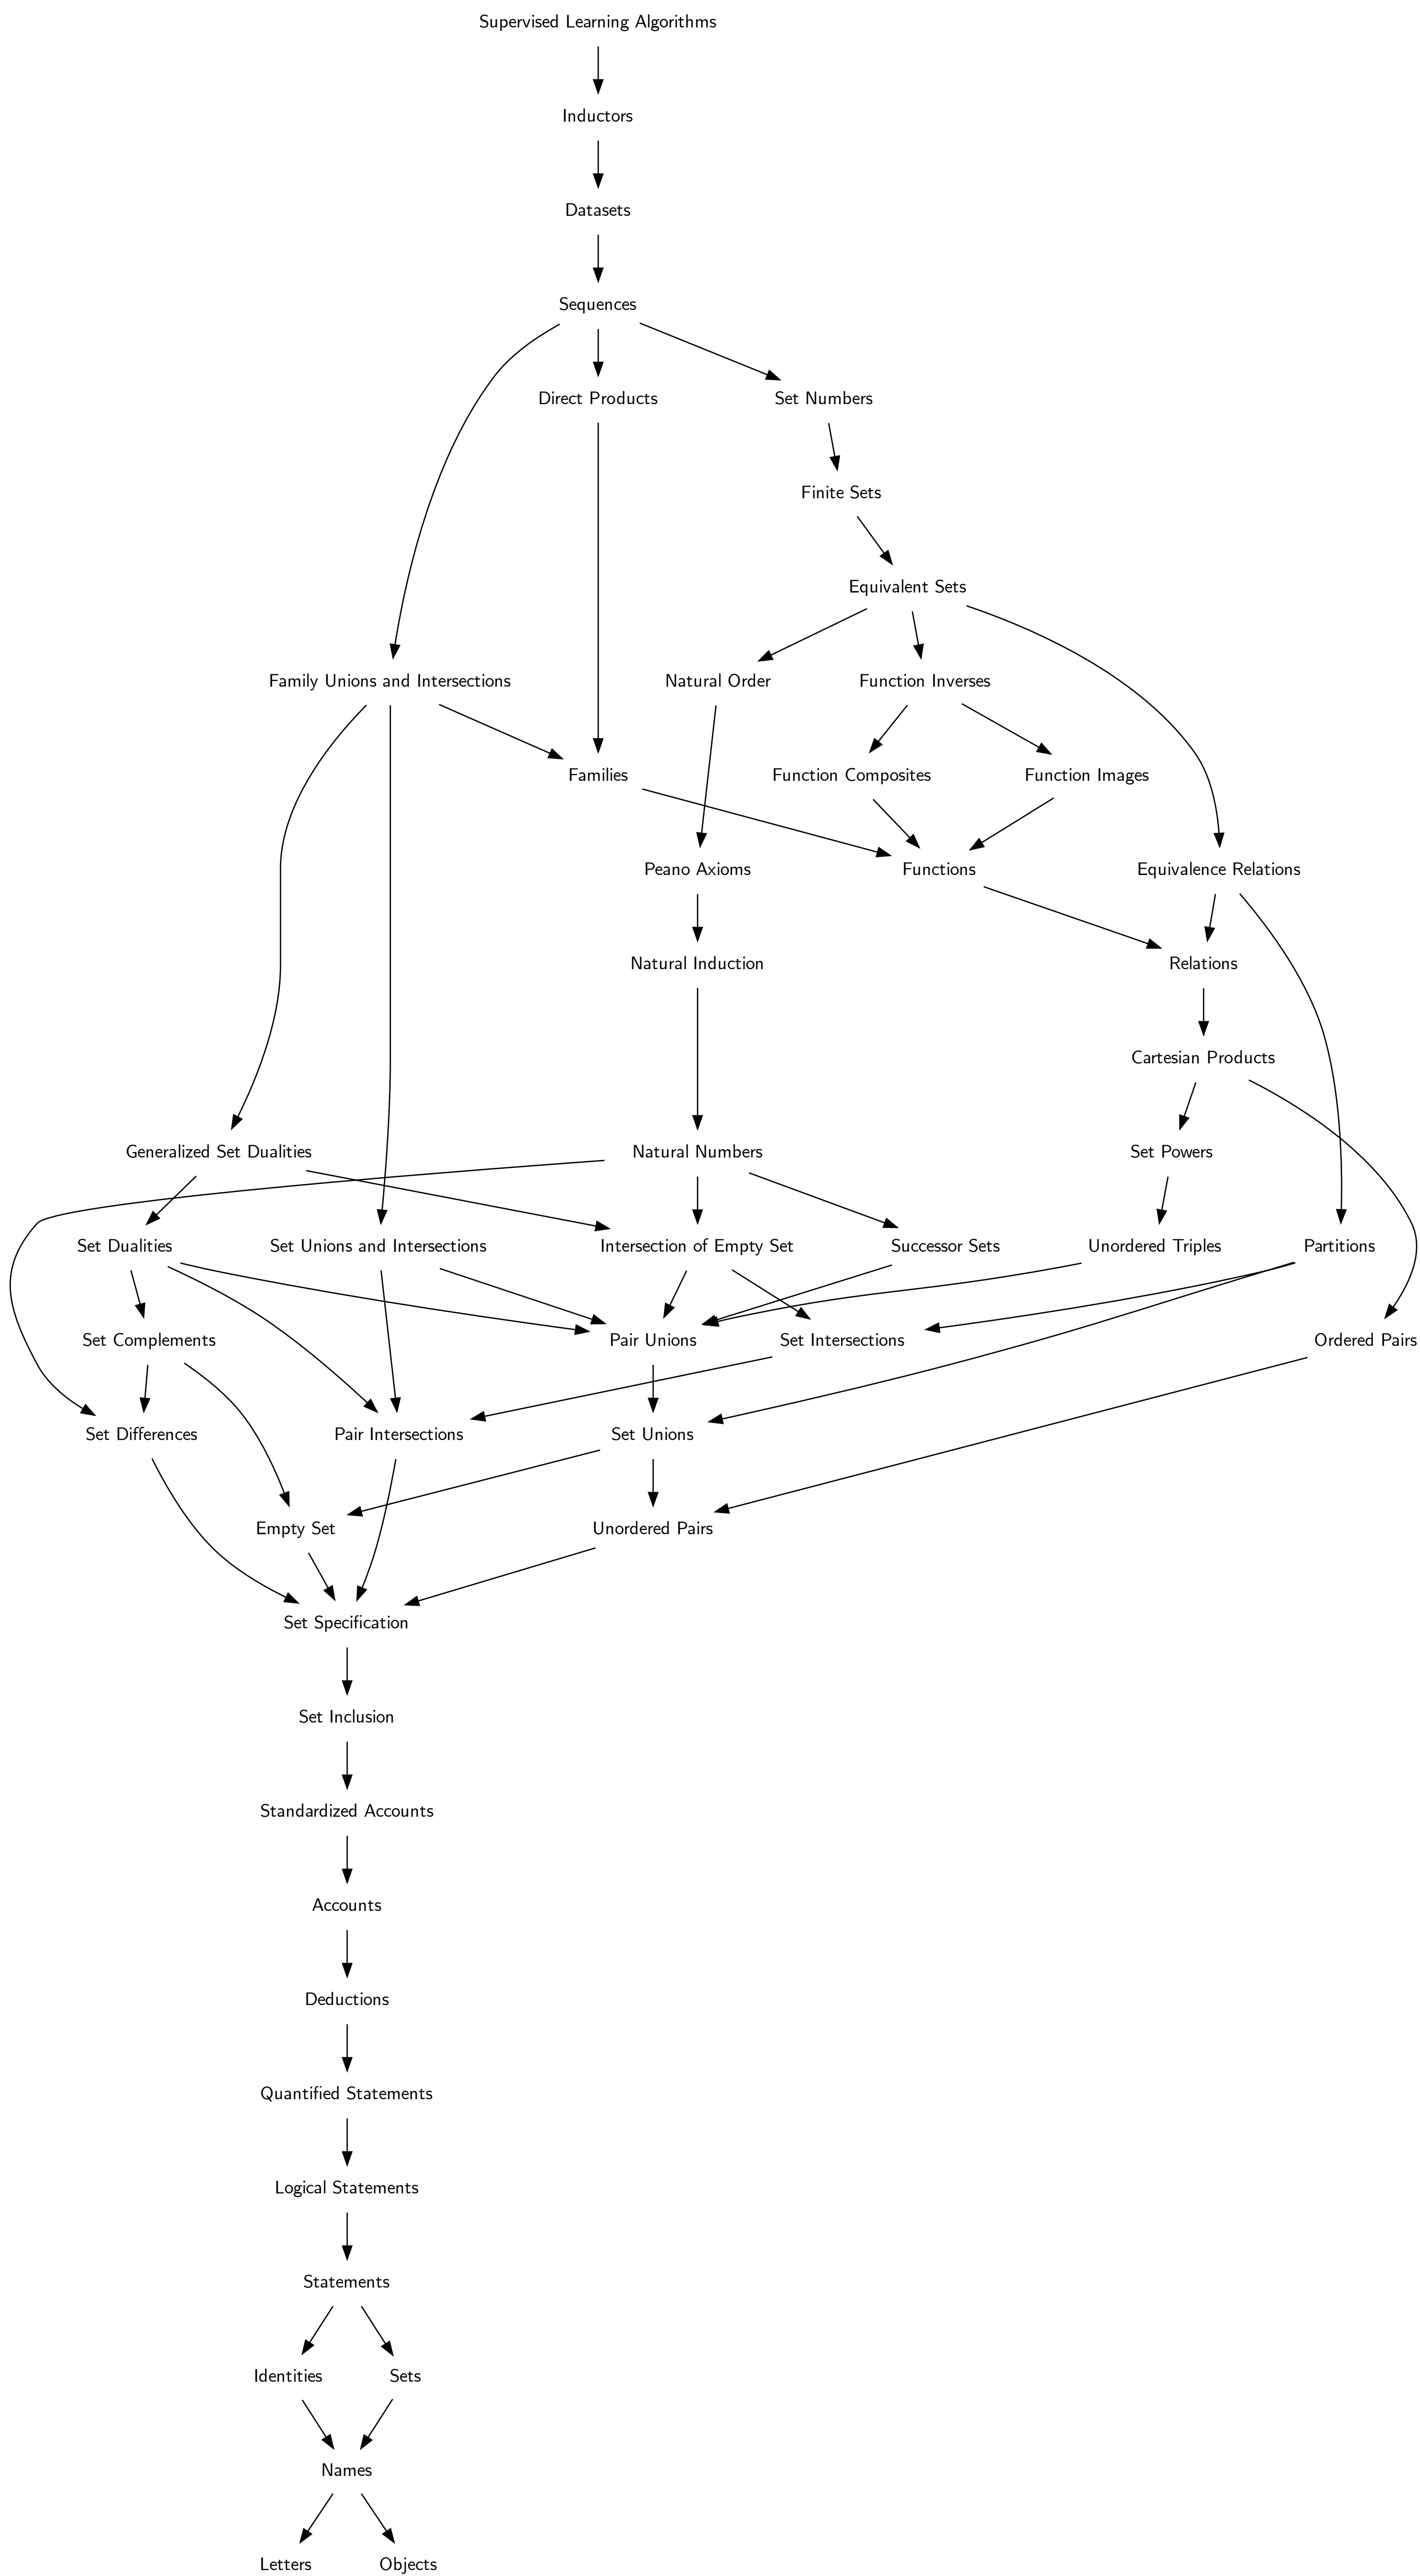 Supervised Learning Algorithms
Inductors
Datasets
Sequences
Direct Products
Set Numbers
Finite Sets
Equivalent Sets
Family Unions and Intersections
Natural Order
Function Inverses
Families
Function Composites
Function Images
Peano Axioms
Functions
Equivalence Relations
Natural Induction
Relations
Cartesian Products
Generalized Set Dualities
Natural Numbers
Set Powers
Set Dualities
Set Unions and Intersections
Intersection of Empty Set
Successor Sets
Unordered Triples
Partitions
Set Complements
Pair Unions
Set Intersections
Ordered Pairs
Set Differences
Pair Intersections
Set Unions
Empty Set
Unordered Pairs
Set Specification
Set Inclusion
Standardized Accounts
Accounts
Deductions
Quantified Statements
Logical Statements
Statements
Identities
Sets
Names
Letters
Objects